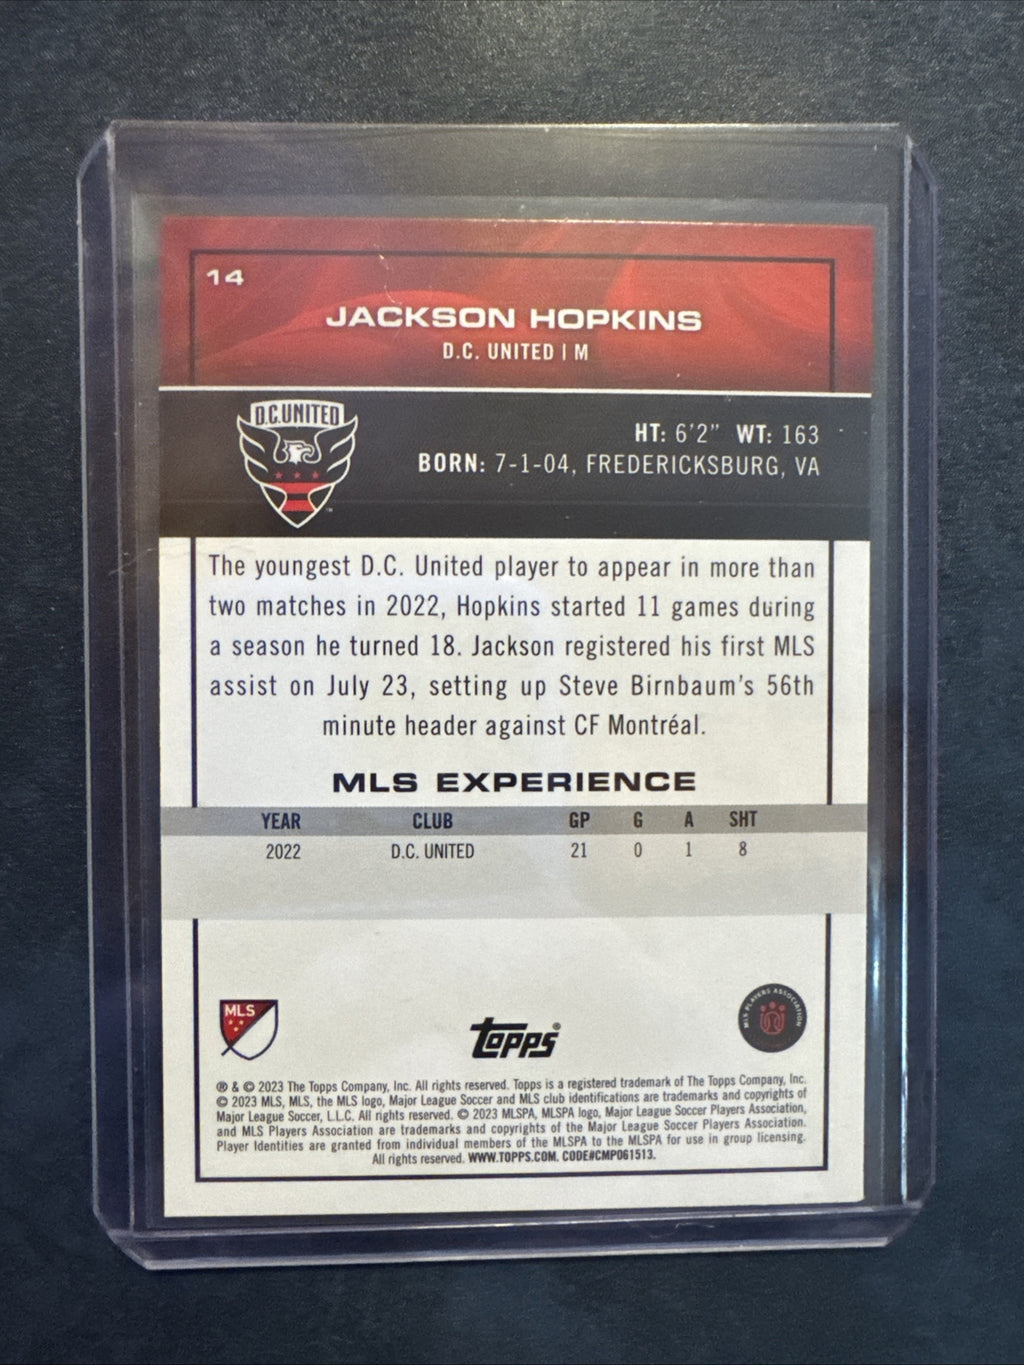 14
JACKSON HOPKINS
D.C. UNITED | M
D.C.UNITED
HT: 6'2" WT: 163
BORN: 7-1-04, FREDERICKSBURG, VA
The youngest D.C. United player to appear in more than
two matches in 2022, Hopkins started 11 games during
a season he turned 18. Jackson registered his first MLS
assist on July 23, setting up Steve Birnbaum's 56th
minute header against CF Montréal.
MLS EXPERIENCE
YEAR CLUB GP G A SHT
2022 D.C. UNITED 21 0 1 8
MLS
Topps®
MLS PLAYERS ASSOCIATION
® & © 2023 The Topps Company, Inc. All rights reserved. Topps is a registered trademark of The Topps Company, Inc.
© 2023 MLS, MLS, the MLS logo, Major League Soccer and MLS club identifications are trademarks and copyrights of
Major League Soccer, L.L.C. All rights reserved. © 2023 MLSPA, MLSPA logo, Major League Soccer Players Association,
and MLS Players Association are trademarks and copyrights of the Major League Soccer Players Association.
Player Identities are granted from individual members of the MLSPA to the MLSPA for use in group licensing.
All rights reserved. WWW.TOPPS.COM. CODE#CMP061513.